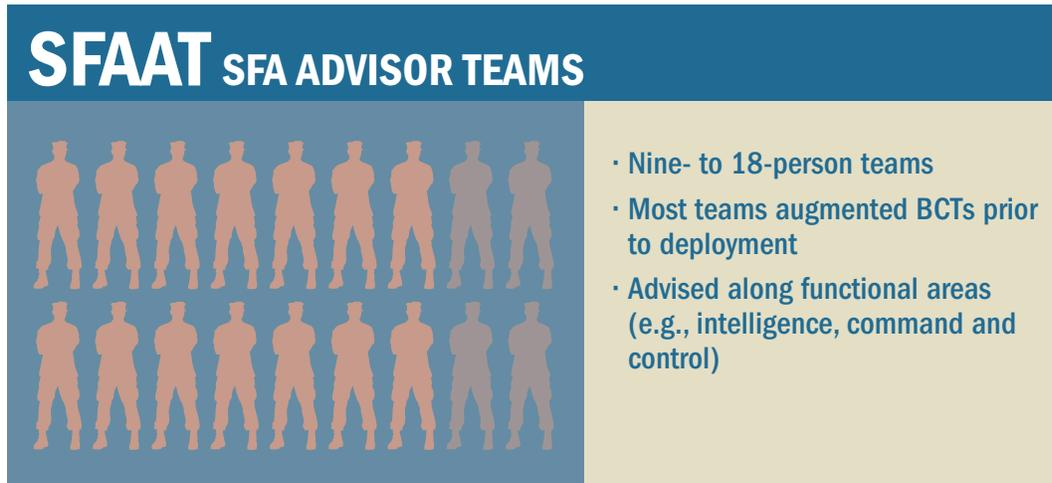 SFAAT SFA ADVISOR TEAMS
· Nine- to 18-person teams
· Most teams augmented BCTs prior
to deployment
· Advised along functional areas
(e.g., intelligence, command and
control)